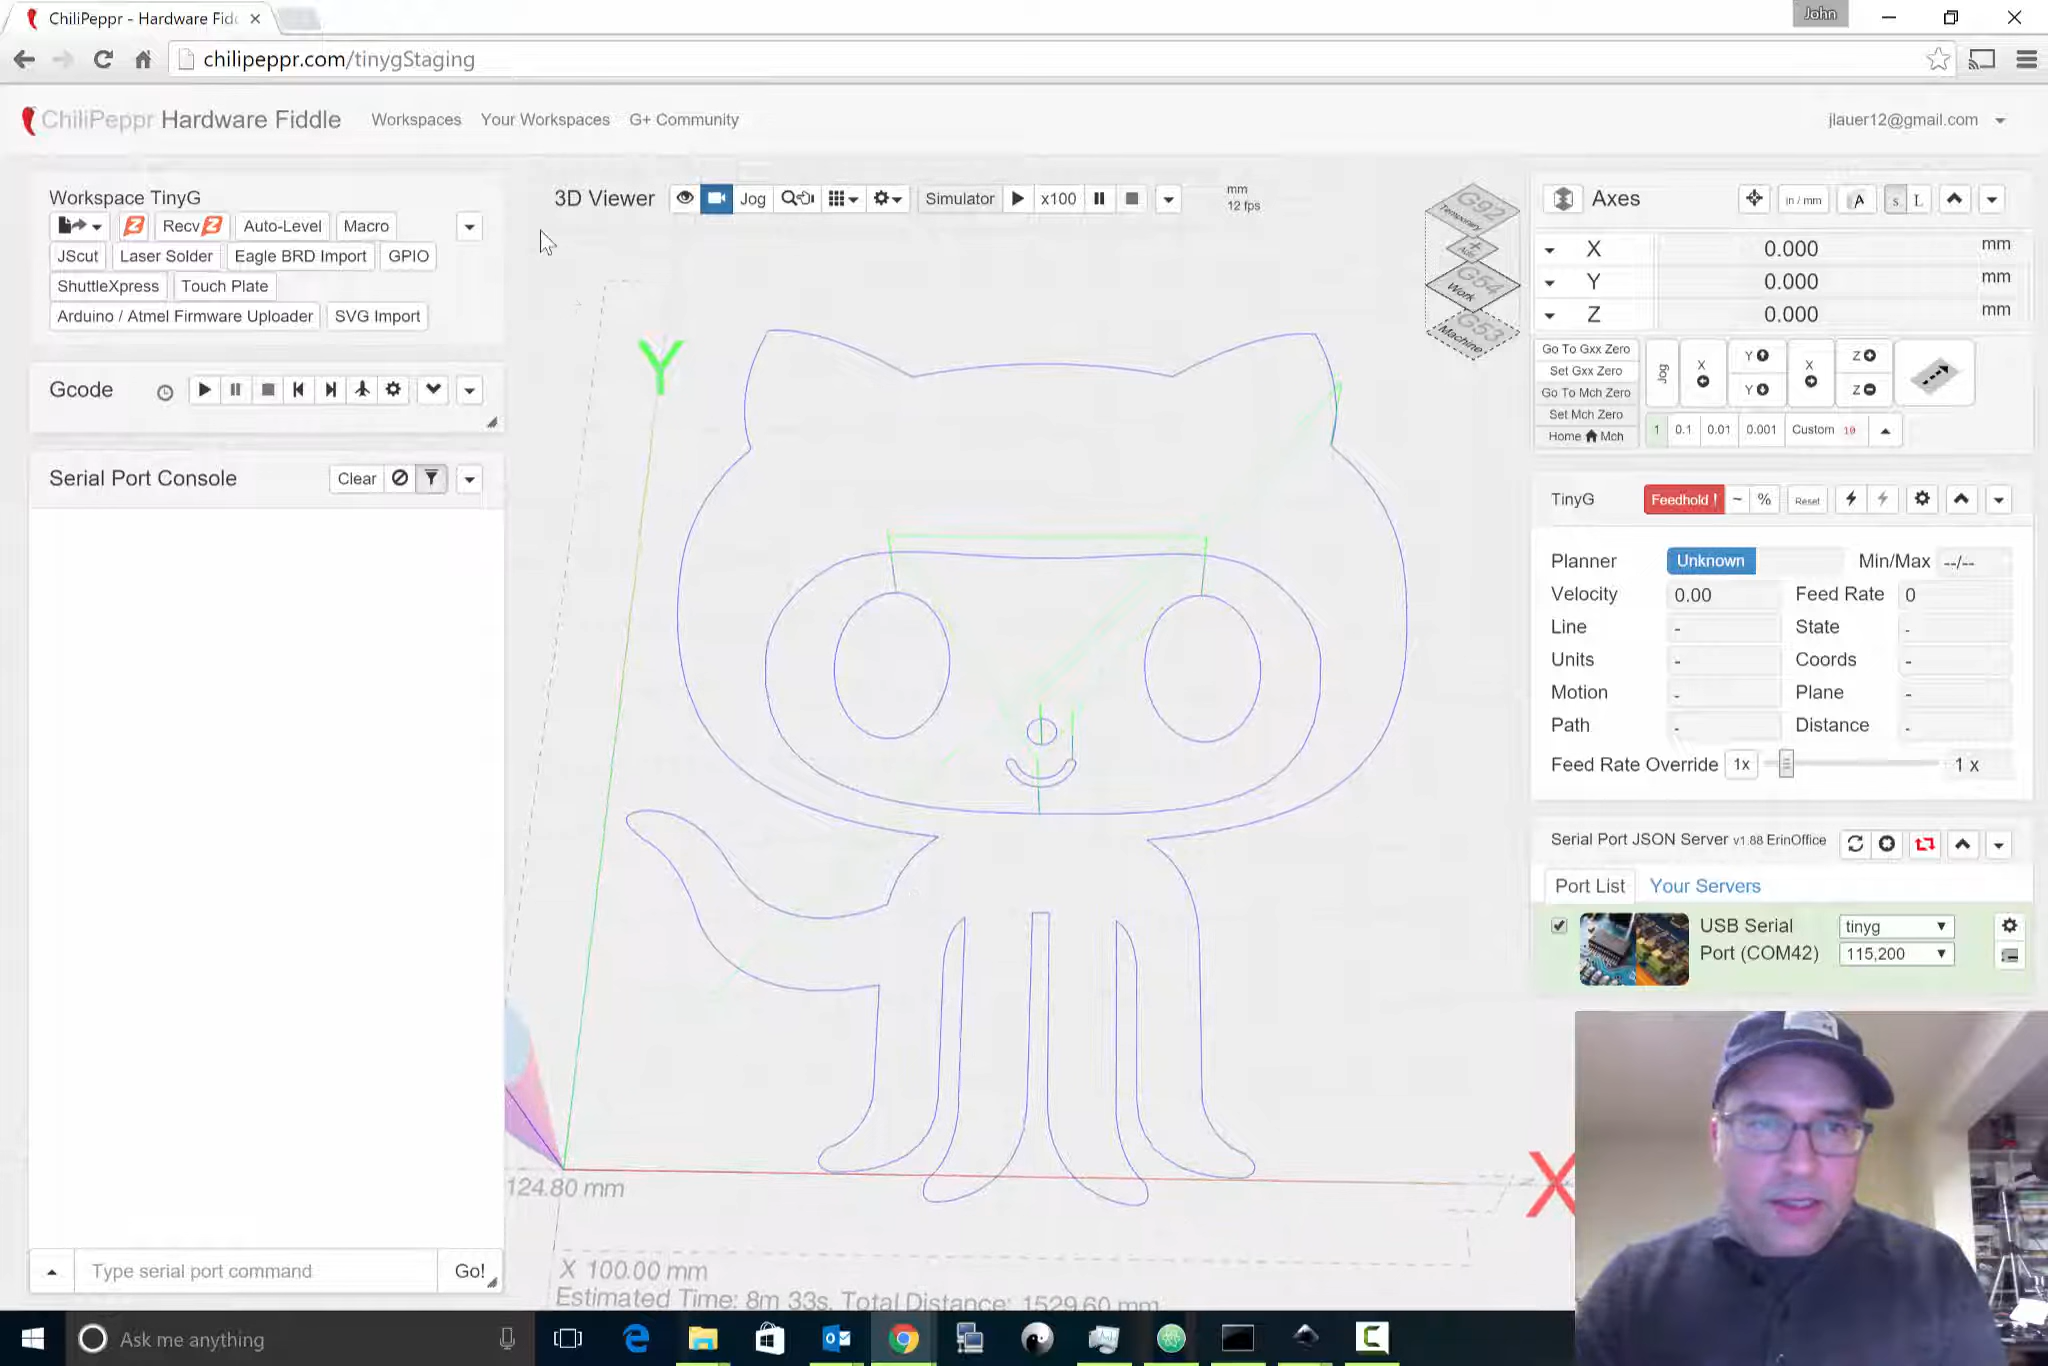 ChiliPeppr - Hardware Fid
John
chilipeppr.com/tinygStaging
ChiliPeppr Hardware Fiddle
Workspaces
Your Workspaces
G+ Community
jlauer12@gmail.com
Workspace TinyG
Recv
Auto-Level
Macro
JScut
Laser Solder
Eagle BRD Import
GPIO
ShuttleXpress
Touch Plate
Arduino / Atmel Firmware Uploader
SVG Import
Gcode
Serial Port Console
Clear
Type serial port command
Go!
3D Viewer
Jog
Simulator
x100
mm
12 fps
G92
Temporary
G54
Work
G53
Machine
Y
X
124.80 mm
X 100.00 mm
Estimated Time: 8m 33s, Total Distance: 1529.60 mm
Axes
in / mm
A
s
L
X 0.000 mm
Y 0.000 mm
Z 0.000 mm
Go To Gxx Zero
Set Gxx Zero
Go To Mch Zero
Set Mch Zero
Home Mch
Jog
X
Y
Y
X
Z
Z
1
0.1
0.01
0.001
Custom 10
TinyG
Feedhold !
~
%
Reset
Planner Unknown Min/Max --/--
Velocity 0.00 Feed Rate 0
Line - State -
Units - Coords -
Motion - Plane -
Path - Distance -
Feed Rate Override 1x 1 x
Serial Port JSON Server v1.88 ErinOffice
Port List
Your Servers
USB Serial
Port (COM42)
tinyg
115,200
Ask me anything